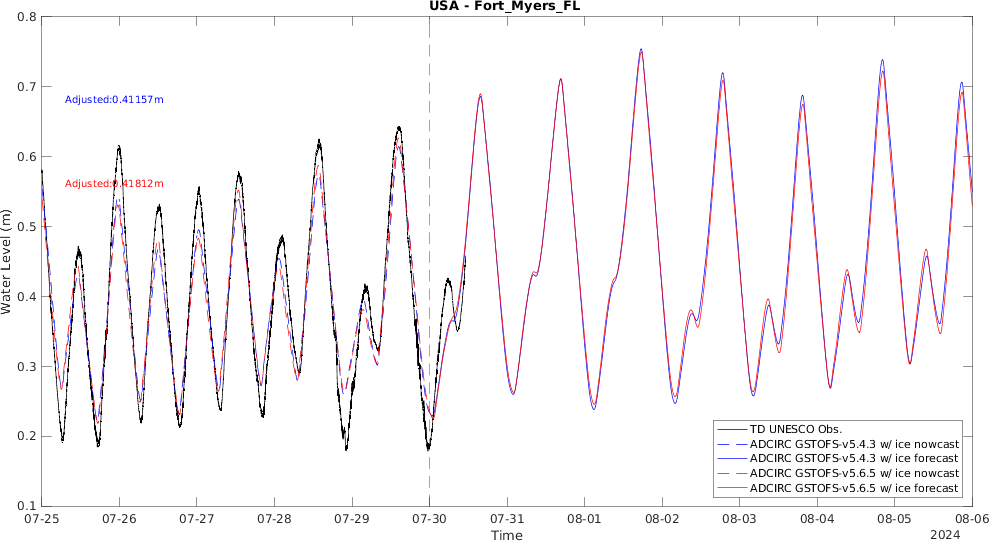 USA - Fort_Myers_FL
0.8
0.7
0.6
0.5
0.4
0.3
0.2
0.1
Water Level (m)
Adjusted:0.41157m
Adjusted:0.41812m
TD UNESCO Obs.
ADCIRC GSTOFS-v5.4.3 w/ ice nowcast
ADCIRC GSTOFS-v5.4.3 w/ ice forecast
ADCIRC GSTOFS-v5.6.5 w/ ice nowcast
ADCIRC GSTOFS-v5.6.5 w/ ice forecast
07-25 07-26 07-27 07-28 07-29 07-30 07-31 08-01 08-02 08-03 08-04 08-05 08-06
Time
2024